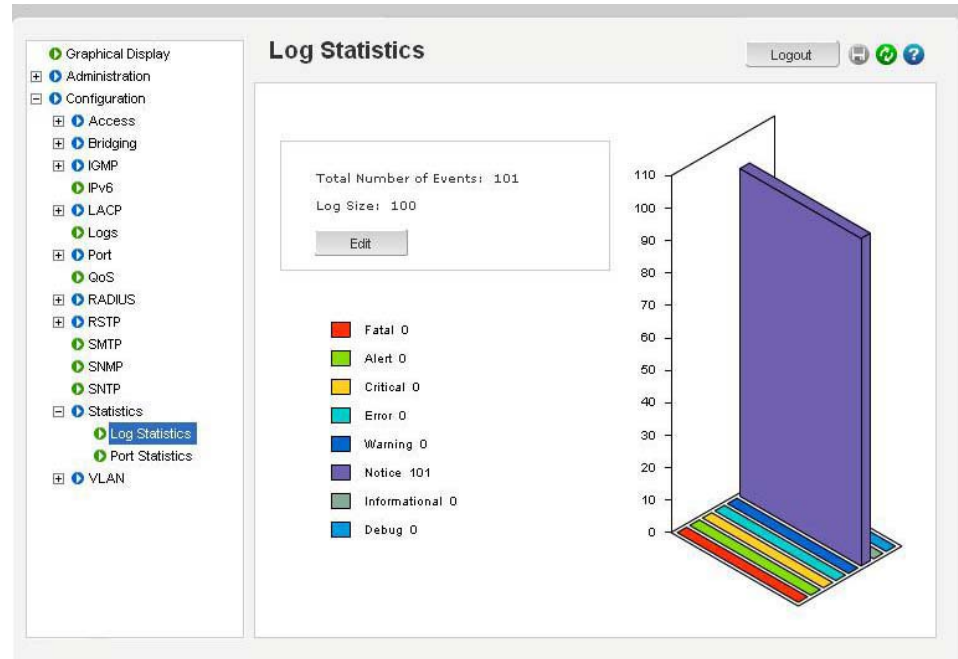 Graphical Display
Administration
Configuration
Access
Bridging
IGMP
IPv6
LACP
Logs
Port
QoS
RADIUS
RSTP
SMTP
SNMP
SNTP
Statistics
Log Statistics
Port Statistics
VLAN
Log Statistics
Logout
?
Total Number of Events: 101
Log Size: 100
Edit
Fatal 0
Alert 0
Critical 0
Error 0
Warning 0
Notice 101
Informational 0
Debug 0
110
100
90
80
70
60
50
40
30
20
10
0